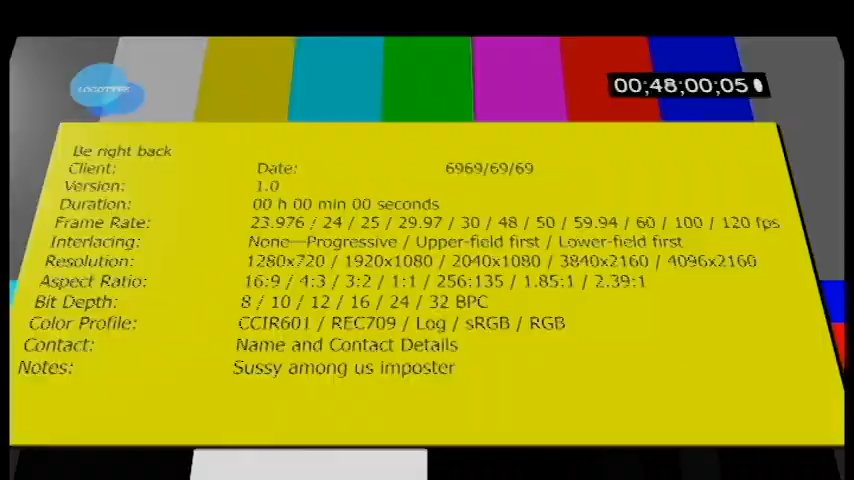 LOGOTYPE
00;48;00;05
Be right back
Client: Date: 6969/69/69
Version: 1.0
Duration: 00 h 00 min 00 seconds
Frame Rate: 23.976 / 24 / 25 / 29.97 / 30 / 48 / 50 / 59.94 / 60 / 100 / 120 fps
Interlacing: None—Progressive / Upper-field first / Lower-field first
Resolution: 1280x720 / 1920x1080 / 2040x1080 / 3840x2160 / 4096x2160
Aspect Ratio: 16:9 / 4:3 / 3:2 / 1:1 / 256:135 / 1.85:1 / 2.39:1
Bit Depth: 8 / 10 / 12 / 16 / 24 / 32 BPC
Color Profile: CCIR601 / REC709 / Log / sRGB / RGB
Contact: Name and Contact Details
Notes: Sussy among us imposter